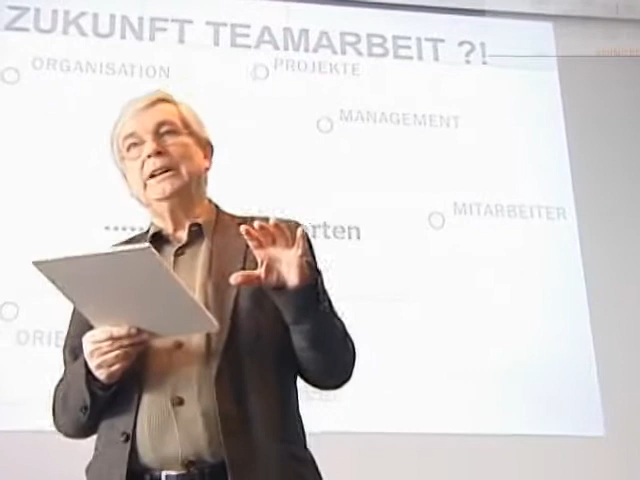 ZUKUNFT TEAMARBEIT ?!
ORGANISATION
PROJEKTE
MANAGEMENT
MITARBEITER